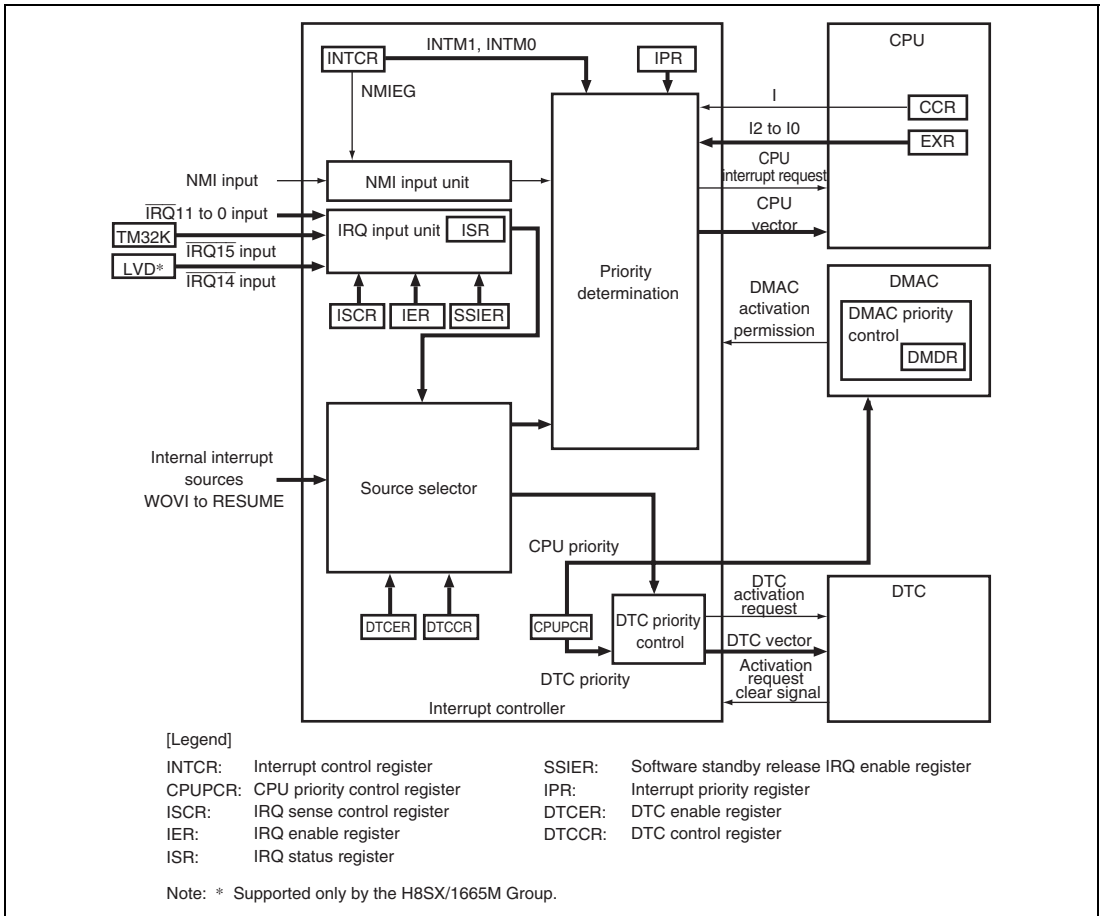 INTCR
INTM1, INTM0
IPR
CPU
NMIEG
I
CCR
I2 to I0
EXR
CPU
interrupt request
CPU
vector
NMI input
NMI input unit
IRQ11 to 0 input
IRQ input unit
ISR
TM32K
IRQ15 input
LVD*
IRQ14 input
ISCR
IER
SSIER
Priority
determination
DMAC
activation
permission
DMAC
DMAC priority
control
DMDR
Internal interrupt
sources
WOVI to RESUME
Source selector
CPU priority
DTCER
DTCCR
CPUPCR
DTC priority
control
DTC priority
DTC
activation
request
DTC vector
Activation
request
clear signal
DTC
Interrupt controller
[Legend]
INTCR: Interrupt control register
CPUPCR: CPU priority control register
ISCR: IRQ sense control register
IER: IRQ enable register
ISR: IRQ status register
SSIER: Software standby release IRQ enable register
IPR: Interrupt priority register
DTCER: DTC enable register
DTCCR: DTC control register
Note: * Supported only by the H8SX/1665M Group.